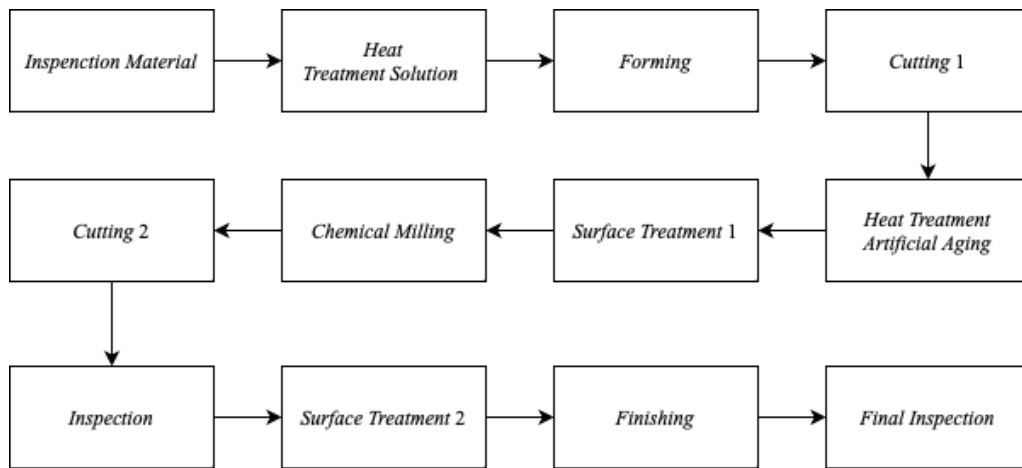 Inspenction Material
Heat
Treatment Solution
Forming
Cutting 1
Heat Treatment
Artificial Aging
Surface Treatment 1
Chemical Milling
Cutting 2
Inspection
Surface Treatment 2
Finishing
Final Inspection